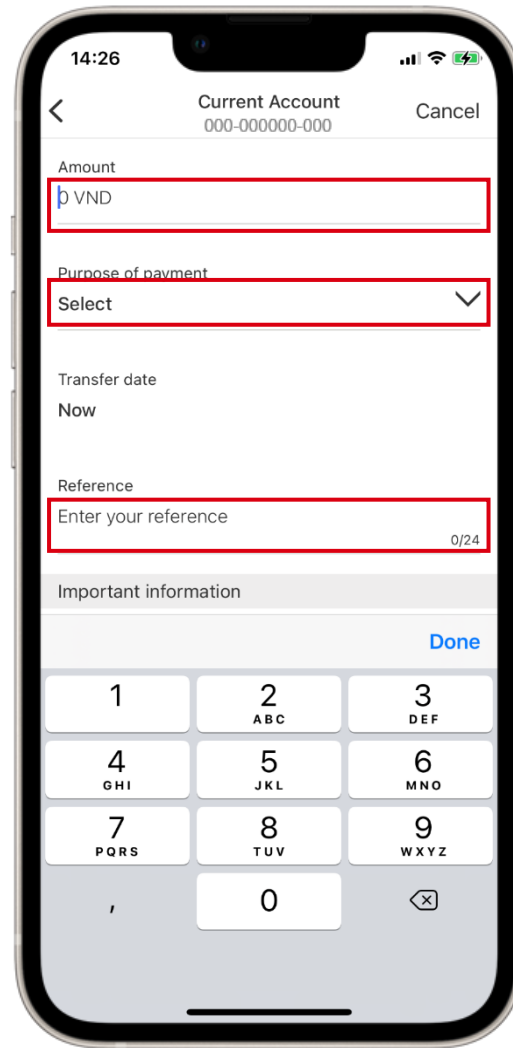 14:26
Current Account
000-000000-000
Cancel
Amount
0 VND
Purpose of payment
Select
Transfer date
Now
Reference
Enter your reference
0/24
Important information
Done
1
2
ABC
3
DEF
4
GHI
5
JKL
6
MNO
7
PQRS
8
TUV
9
WXYZ
,
0